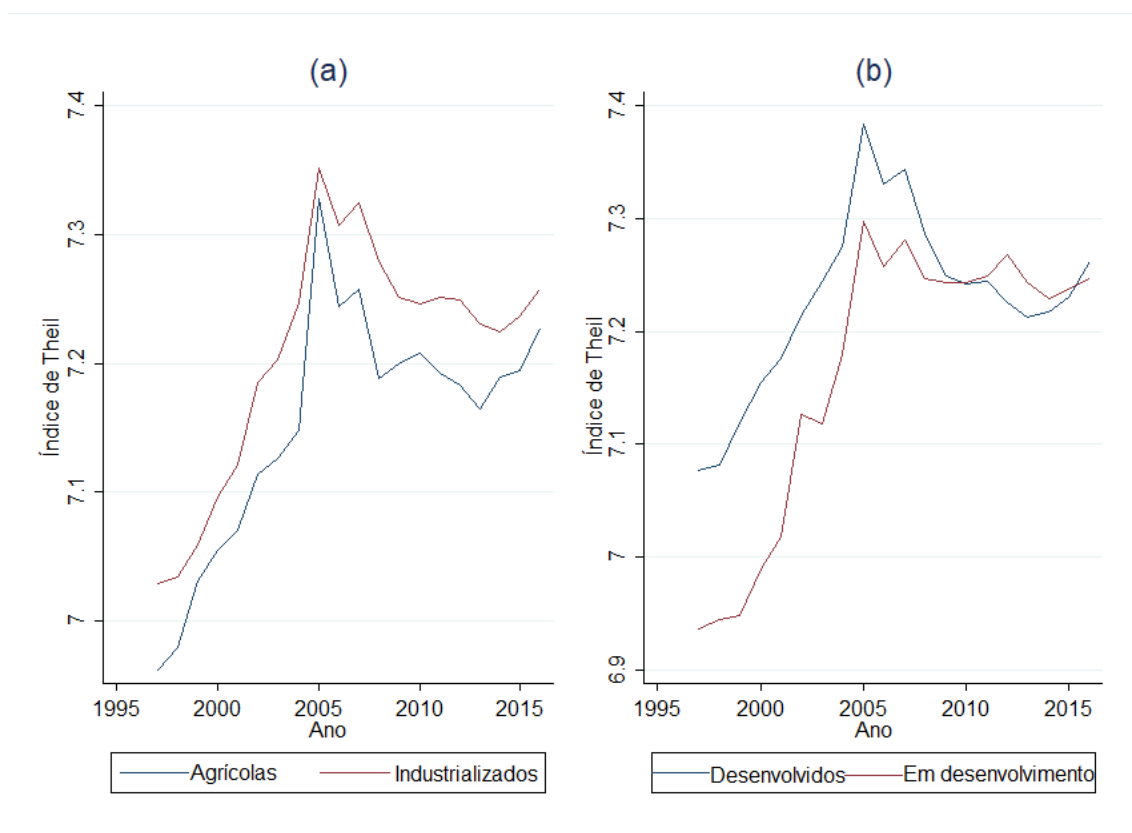 (a)
Índice de Theil
7.4
7.3
7.2
7.1
7
1995 2000 2005 2010 2015
Ano
Agrícolas Industrializados
(b)
Índice de Theil
7.4
7.3
7.2
7.1
7
6.9
1995 2000 2005 2010 2015
Ano
Desenvolvidos Em desenvolvimento